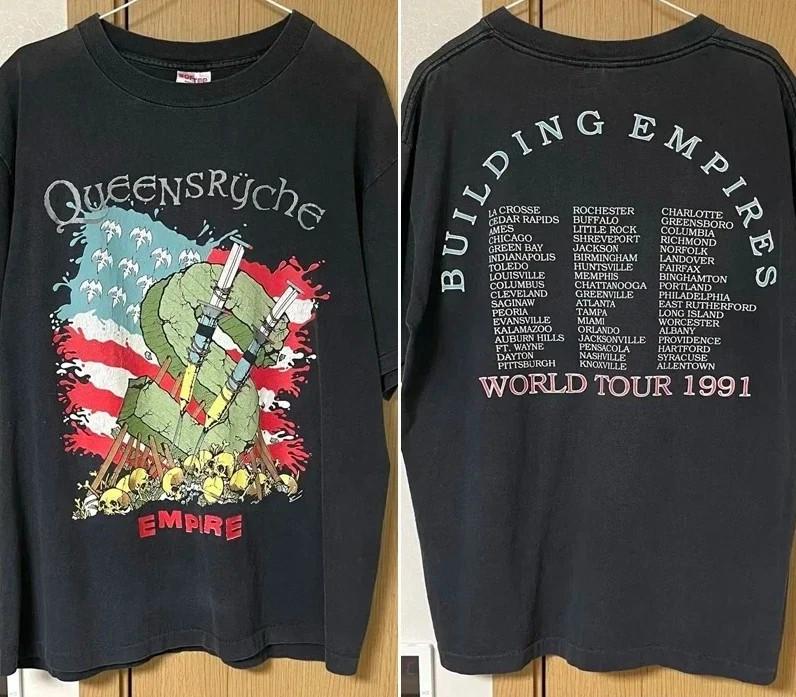 QUEENSRŸCHE
EMPIRE
BUILDING EMPIRES
LA CROSSE
CEDAR RAPIDS
AMES
CHICAGO
GREEN BAY
INDIANAPOLIS
TOLEDO
LOUISVILLE
COLUMBUS
CLEVELAND
SAGINAW
PEORIA
EVANSVILLE
KALAMAZOO
AUBURN HILLS
FT. WAYNE
DAYTON
PITTSBURGH
ROCHESTER
BUFFALO
LITTLE ROCK
SHREVEPORT
JACKSON
BIRMINGHAM
HUNTSVILLE
MEMPHIS
CHATTANOOGA
GREENVILLE
ATLANTA
TAMPA
MIAMI
ORLANDO
JACKSONVILLE
PENSACOLA
NASHVILLE
KNOXVILLE
CHARLOTTE
GREENSBORO
COLUMBIA
RICHMOND
NORFOLK
LANDOVER
FAIRFAX
BINGHAMTON
PORTLAND
PHILADELPHIA
EAST RUTHERFORD
LONG ISLAND
WORCESTER
ALBANY
PROVIDENCE
HARTFORD
SYRACUSE
ALLENTOWN
WORLD TOUR 1991